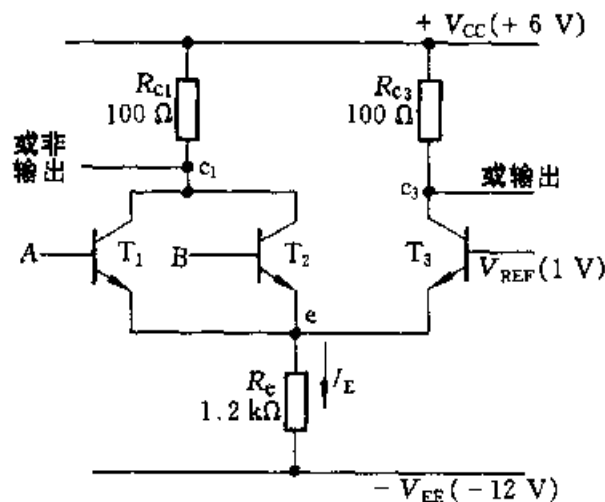 + V_CC(+ 6 V)
R_c1
100 Ω
R_c3
100 Ω
或非
输出
c₁
c₃
或输出
A
T₁
B
T₂
T₃
V_REF(1 V)
e
R_e
1.2 kΩ
I_E
- V_EE(-12 V)